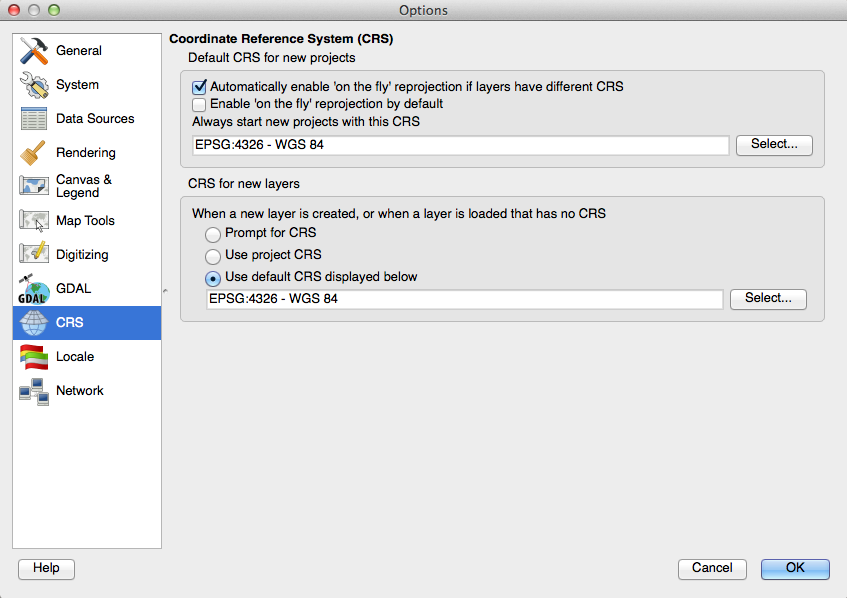 Options
General
System
Data Sources
Rendering
Canvas &
Legend
Map Tools
Digitizing
GDAL
GDAL
CRS
Locale
Network
Coordinate Reference System (CRS)
Default CRS for new projects
Automatically enable 'on the fly' reprojection if layers have different CRS
Enable 'on the fly' reprojection by default
Always start new projects with this CRS
EPSG:4326 - WGS 84
Select...
CRS for new layers
When a new layer is created, or when a layer is loaded that has no CRS
Prompt for CRS
Use project CRS
Use default CRS displayed below
EPSG:4326 - WGS 84
Select...
Help
Cancel
OK